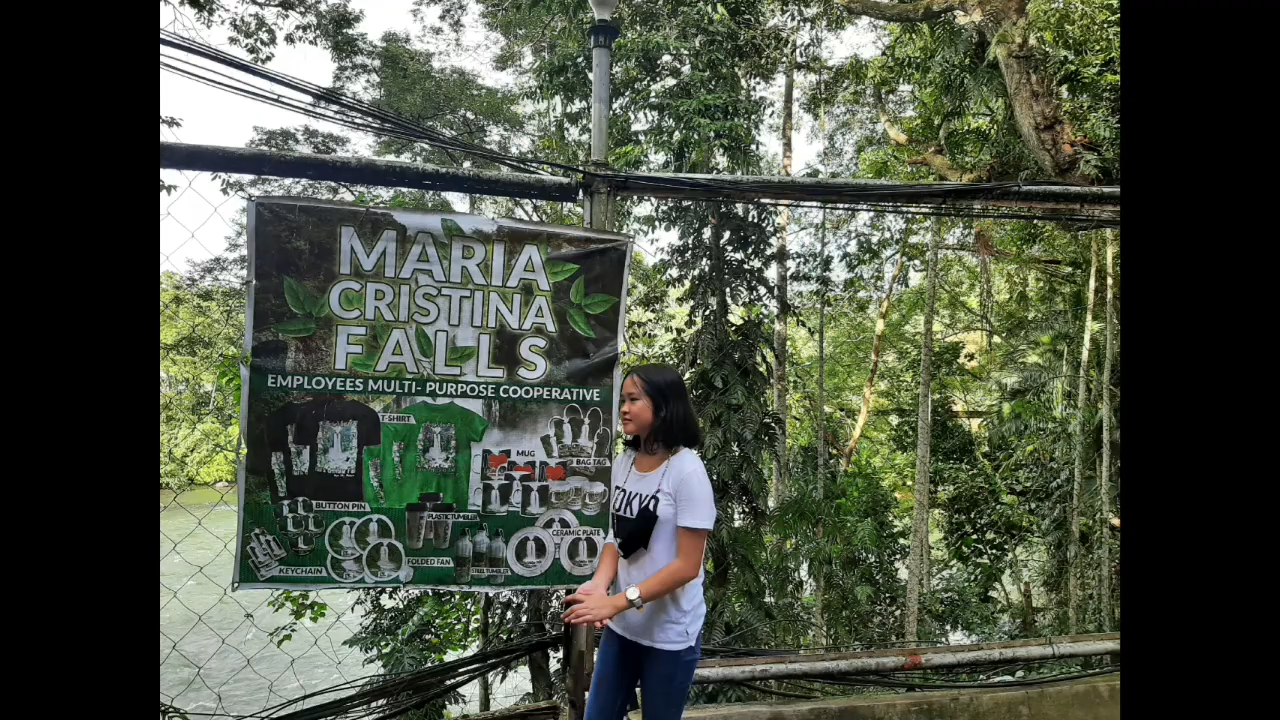 MARIA
CRISTINA
FALLS
EMPLOYEES MULTI- PURPOSE COOPERATIVE
T-SHIRT
MUG
BAG TAG
BUTTON PIN
PLASTIC TUMBLER
CERAMIC PLATE
FOLDED FAN
KEYCHAIN
STEEL TUMBLER
TOKYO